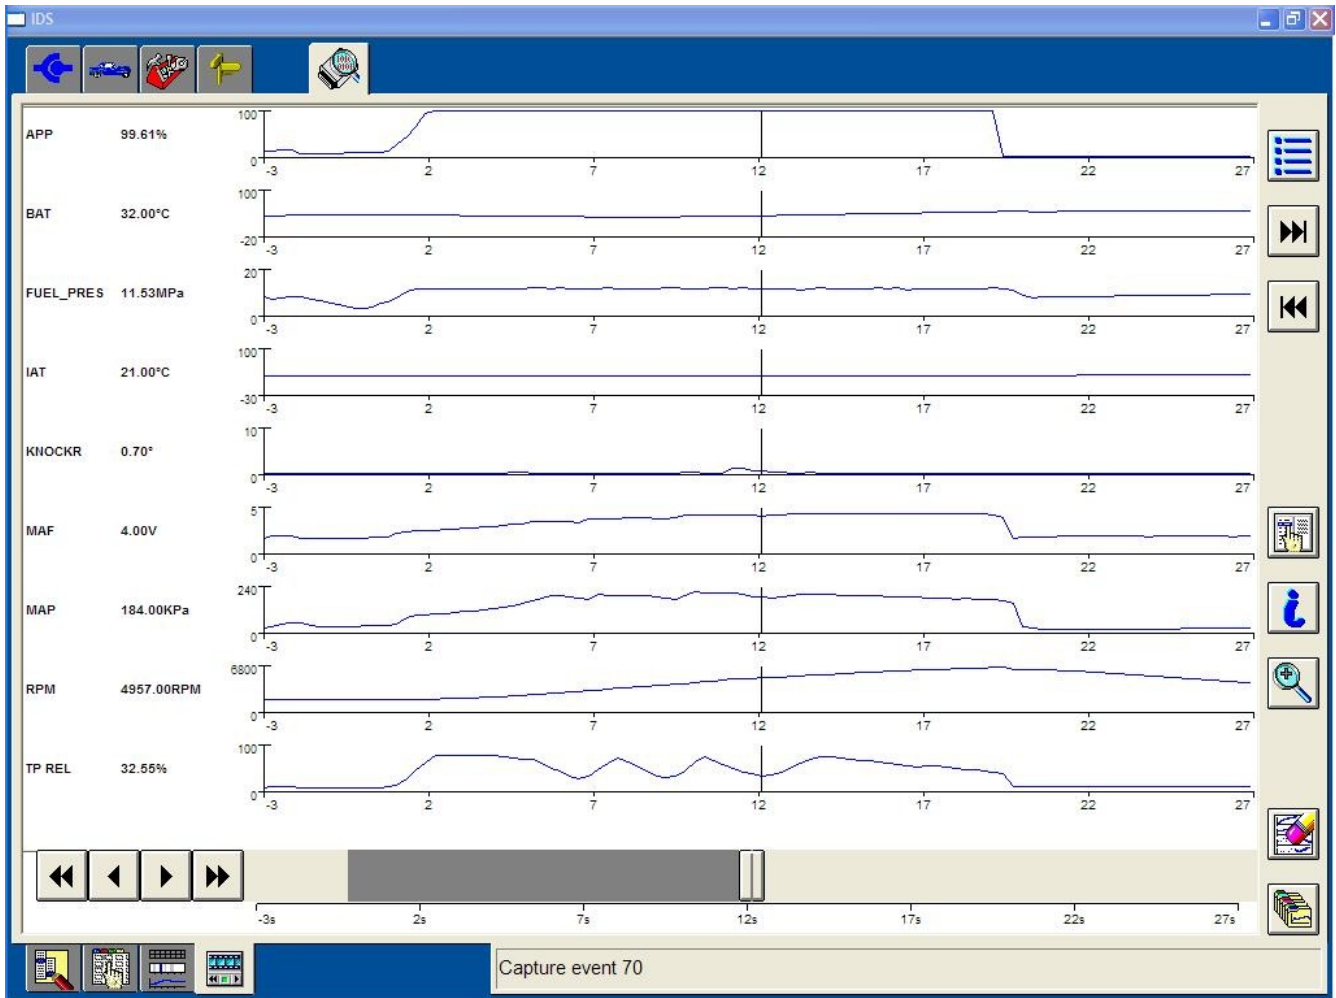 IDS
APP 99.61% 100 0 -3 2 7 12 17 22 27
BAT 32.00°C 100 -20 -3 2 7 12 17 22 27
FUEL_PRES 11.53MPa 20 0 -3 2 7 12 17 22 27
IAT 21.00°C 100 -30 -3 2 7 12 17 22 27
KNOCKR 0.70° 10 0 -3 2 7 12 17 22 27
MAF 4.00V 5 0 -3 2 7 12 17 22 27
MAP 184.00KPa 240 0 -3 2 7 12 17 22 27
RPM 4957.00RPM 6800 0 -3 2 7 12 17 22 27
TP REL 32.55% 100 0 -3 2 7 12 17 22 27
-3s 2s 7s 12s 17s 22s 27s
Capture event 70